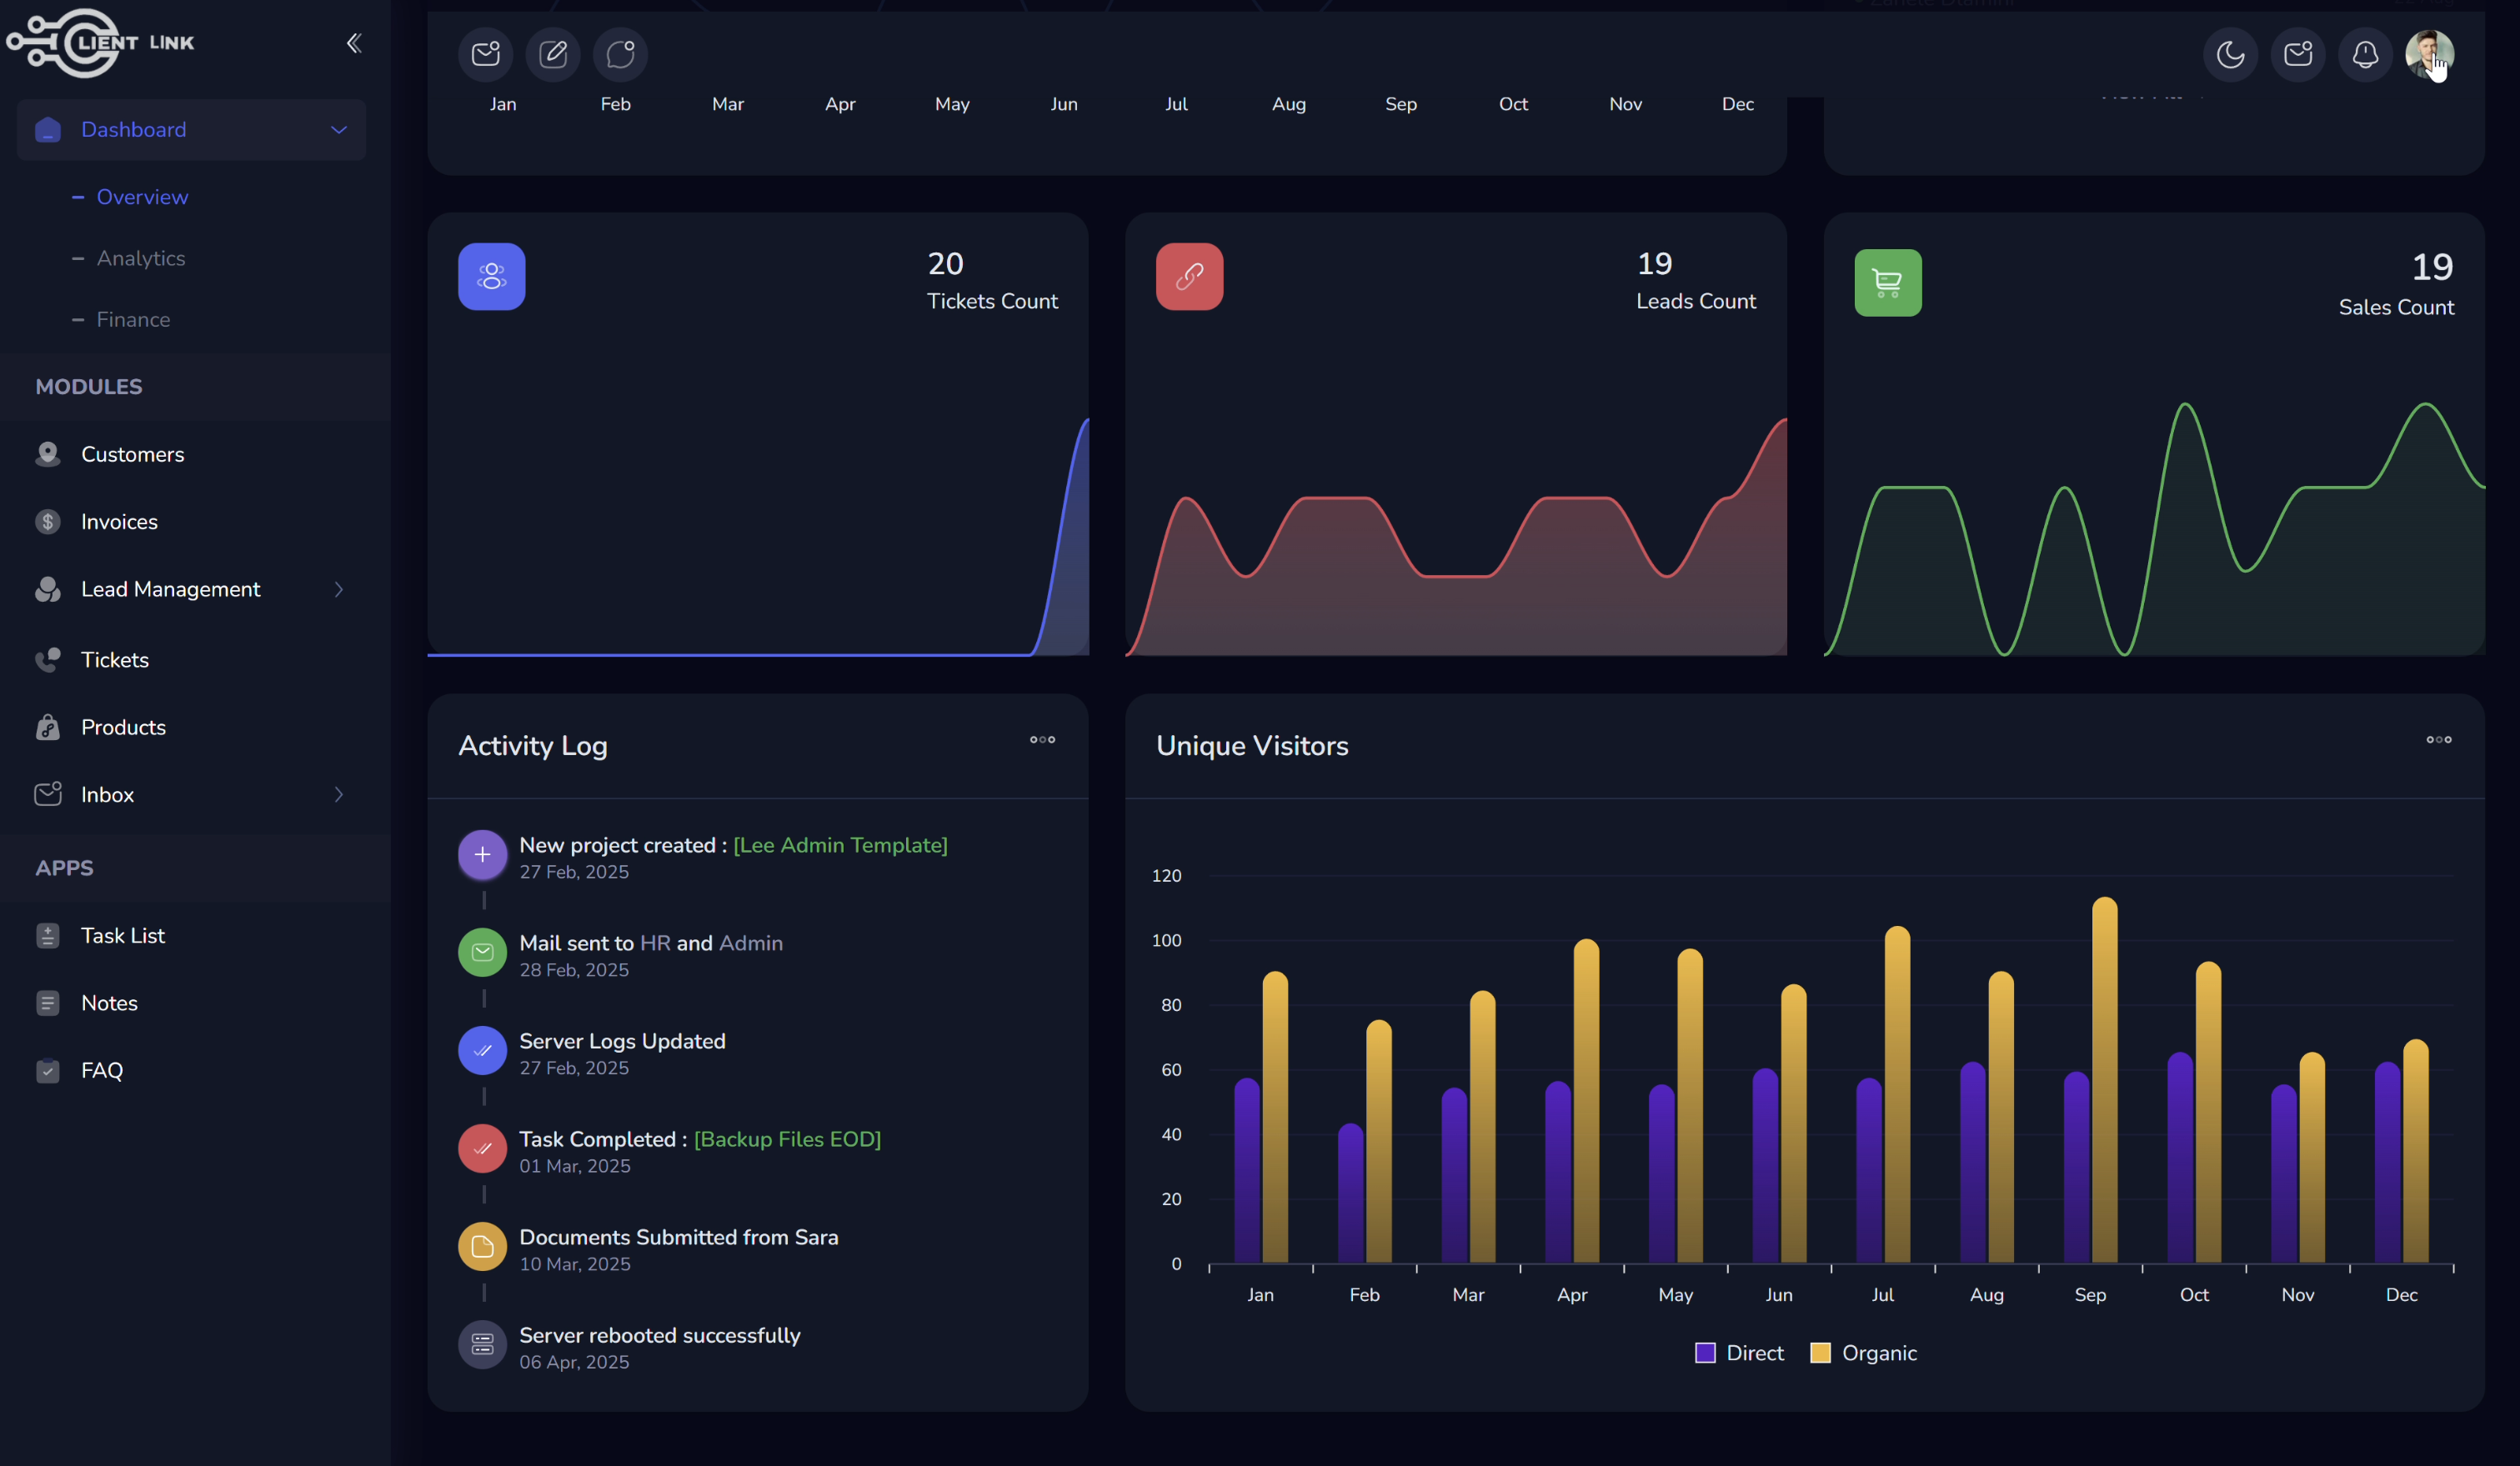 LIENT LINK
Dashboard
Overview
Analytics
Finance
MODULES
Customers
Invoices
Lead Management
Tickets
Products
Inbox
APPS
Task List
Notes
FAQ
Jan Feb Mar Apr May Jun Jul Aug Sep Oct Nov Dec
20
Tickets Count
19
Leads Count
19
Sales Count
Activity Log
New project created : [Lee Admin Template]
27 Feb, 2025
Mail sent to HR and Admin
28 Feb, 2025
Server Logs Updated
27 Feb, 2025
Task Completed : [Backup Files EOD]
01 Mar, 2025
Documents Submitted from Sara
10 Mar, 2025
Server rebooted successfully
06 Apr, 2025
Unique Visitors
120
100
80
60
40
20
0
Jan Feb Mar Apr May Jun Jul Aug Sep Oct Nov Dec
Direct Organic